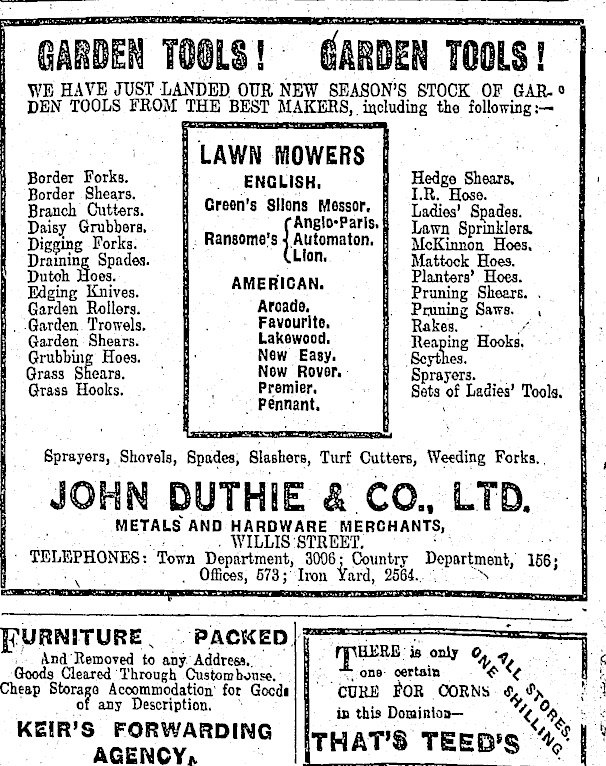 GARDEN TOOLS! GARDEN TOOLS!
WE HAVE JUST LANDED OUR NEW SEASON'S STOCK OF GAR-
DEN TOOLS FROM THE BEST MAKERS, including the following:—
Border Forks.
Border Shears.
Branch Cutters.
Daisy Grubbers.
Digging Forks.
Draining Spades.
Dutch Hoes.
Edging Knives.
Garden Rollers.
Garden Trowels.
Garden Shears.
Grubbing Hoes.
Grass Shears.
Grass Hooks.
LAWN MOWERS
ENGLISH.
Green's Silens Messor.
Ransome's { Anglo-Paris.
Automaton.
Lion.
AMERICAN.
Arcade.
Favourite.
Lakewood.
New Easy.
New Rover.
Premier.
Pennant.
Hedge Shears.
I.R. Hose.
Ladies' Spades.
Lawn Sprinklers.
McKinnon Hoes.
Mattock Hoes.
Planters' Hoes.
Pruning Shears.
Pruning Saws.
Rakes.
Reaping Hooks.
Scythes.
Sprayers.
Sets of Ladies' Tools.
Sprayers, Shovels, Spades, Slashers, Turf Cutters, Weeding Forks.
JOHN DUTHIE & CO., LTD.
METALS AND HARDWARE MERCHANTS,
WILLIS STREET.
TELEPHONES: Town Department, 3006; Country Department, 156;
Offices, 573; Iron Yard, 2564.
FURNITURE PACKED
And Removed to any Address.
Goods Cleared Through Customhouse.
Cheap Storage Accommodation for Goods
of any Description.
KEIR'S FORWARDING
AGENCY,
THERE is only
one certain
CURE FOR CORNS
in this Dominion—
THAT'S TEED'S
ALL STORES,
ONE SHILLING.